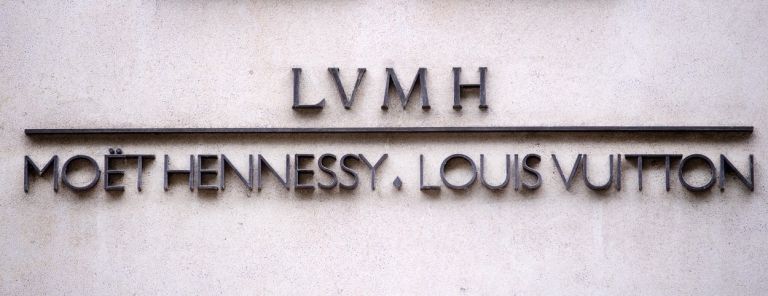 LVMH
MOËT HENNESSY. LOUIS VUITTON